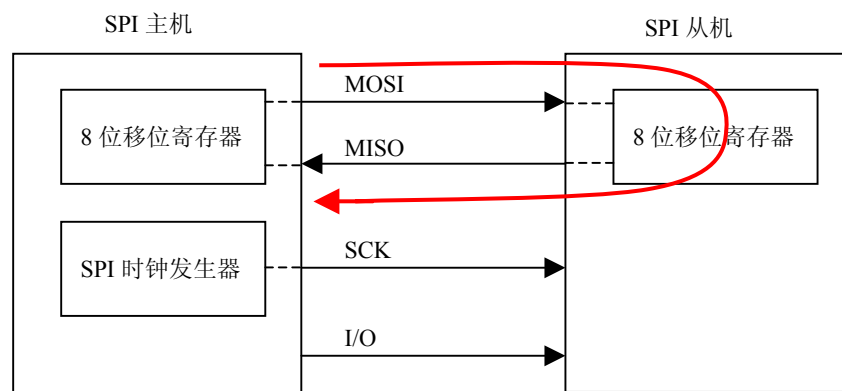 SPI 主机
SPI 从机
MOSI
8 位移位寄存器
8 位移位寄存器
MISO
SCK
SPI 时钟发生器
I/O